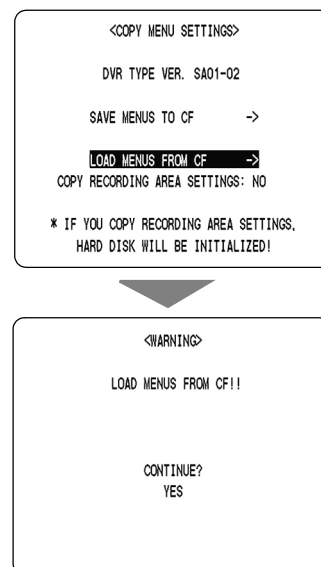 <COPY MENU SETTINGS>
DVR TYPE VER. SA01-02
SAVE MENUS TO CF ->
LOAD MENUS FROM CF ->
COPY RECORDING AREA SETTINGS: NO
* IF YOU COPY RECORDING AREA SETTINGS,
HARD DISK WILL BE INITIALIZED!
<WARNING>
LOAD MENUS FROM CF!!
CONTINUE?
YES